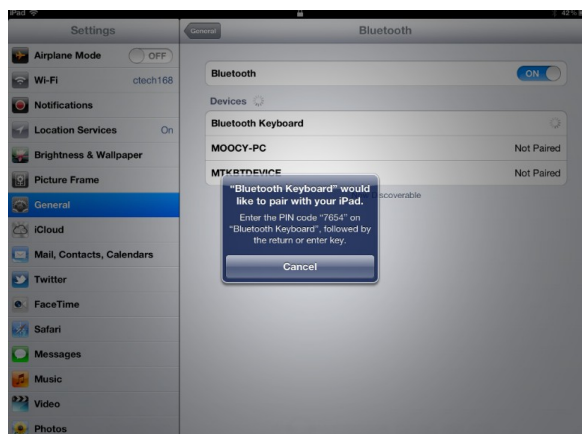 iPad
42%
Settings
General
Bluetooth
Airplane Mode
OFF
Wi-Fi
ctech168
Notifications
Location Services
On
Brightness & Wallpaper
Picture Frame
General
iCloud
Mail, Contacts, Calendars
Twitter
FaceTime
Safari
Messages
Music
Video
Photos
Bluetooth
ON
Devices
Bluetooth Keyboard
MOOCY-PC
Not Paired
MTKBTDEVICE
Not Paired
Discoverable
“Bluetooth Keyboard” would
like to pair with your iPad.
Enter the PIN code “7654” on
“Bluetooth Keyboard”, followed by
the return or enter key.
Cancel